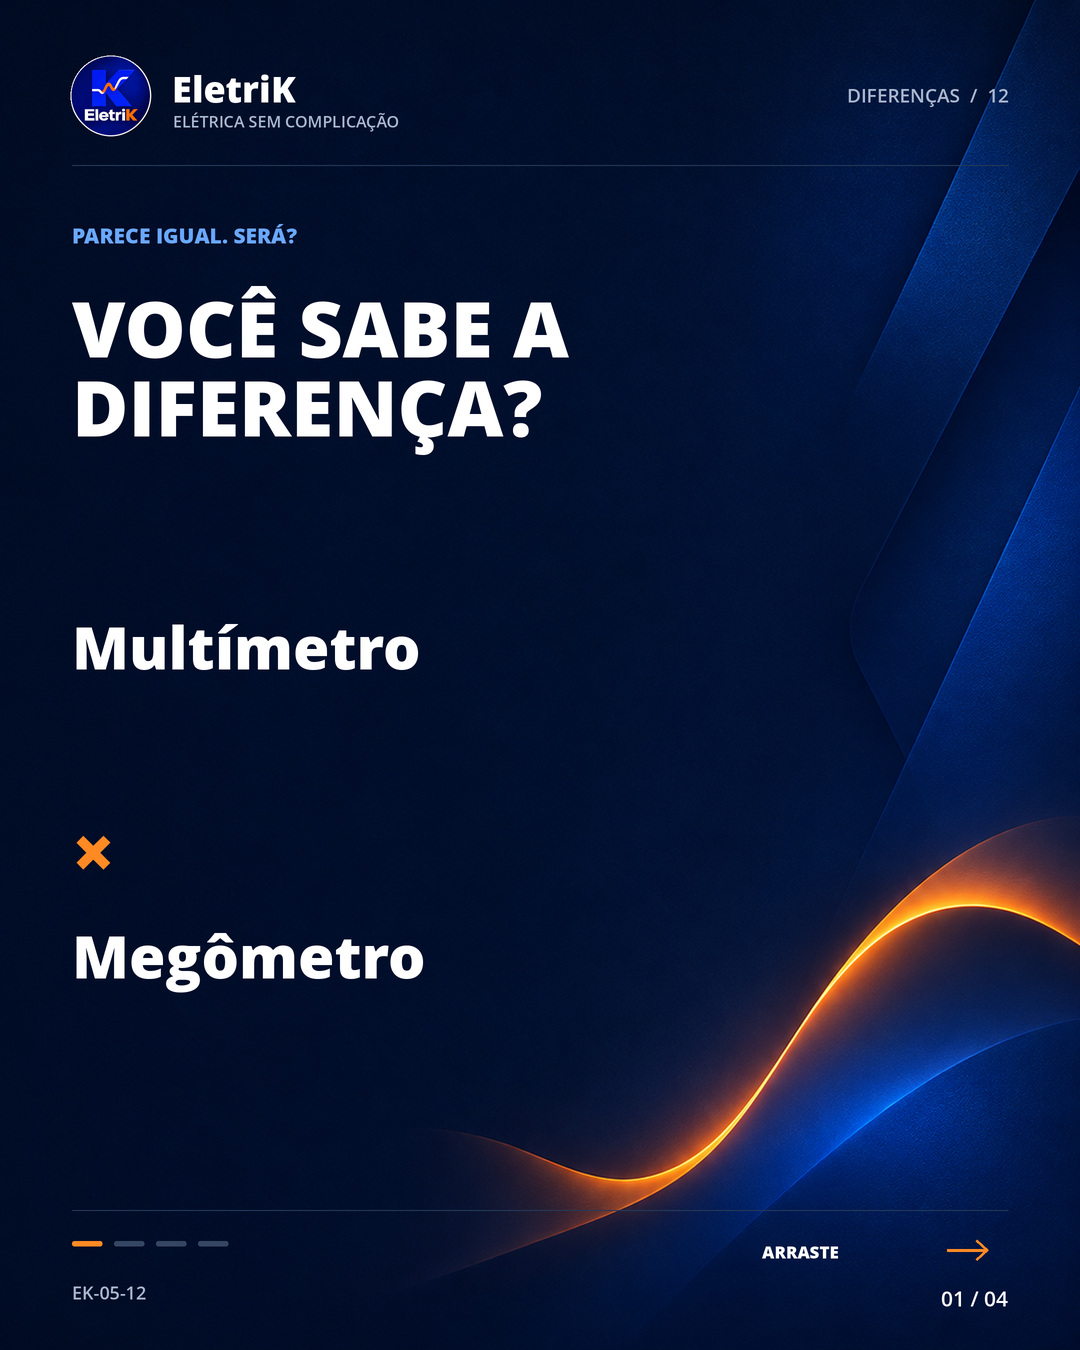 EletriK
EletriK
ELÉTRICA SEM COMPLICAÇÃO
DIFERENÇAS / 12
PARECE IGUAL. SERÁ?
VOCÊ SABE A
DIFERENÇA?
Multímetro
×
Megômetro
ARRASTE →
EK-05-12
01 / 04